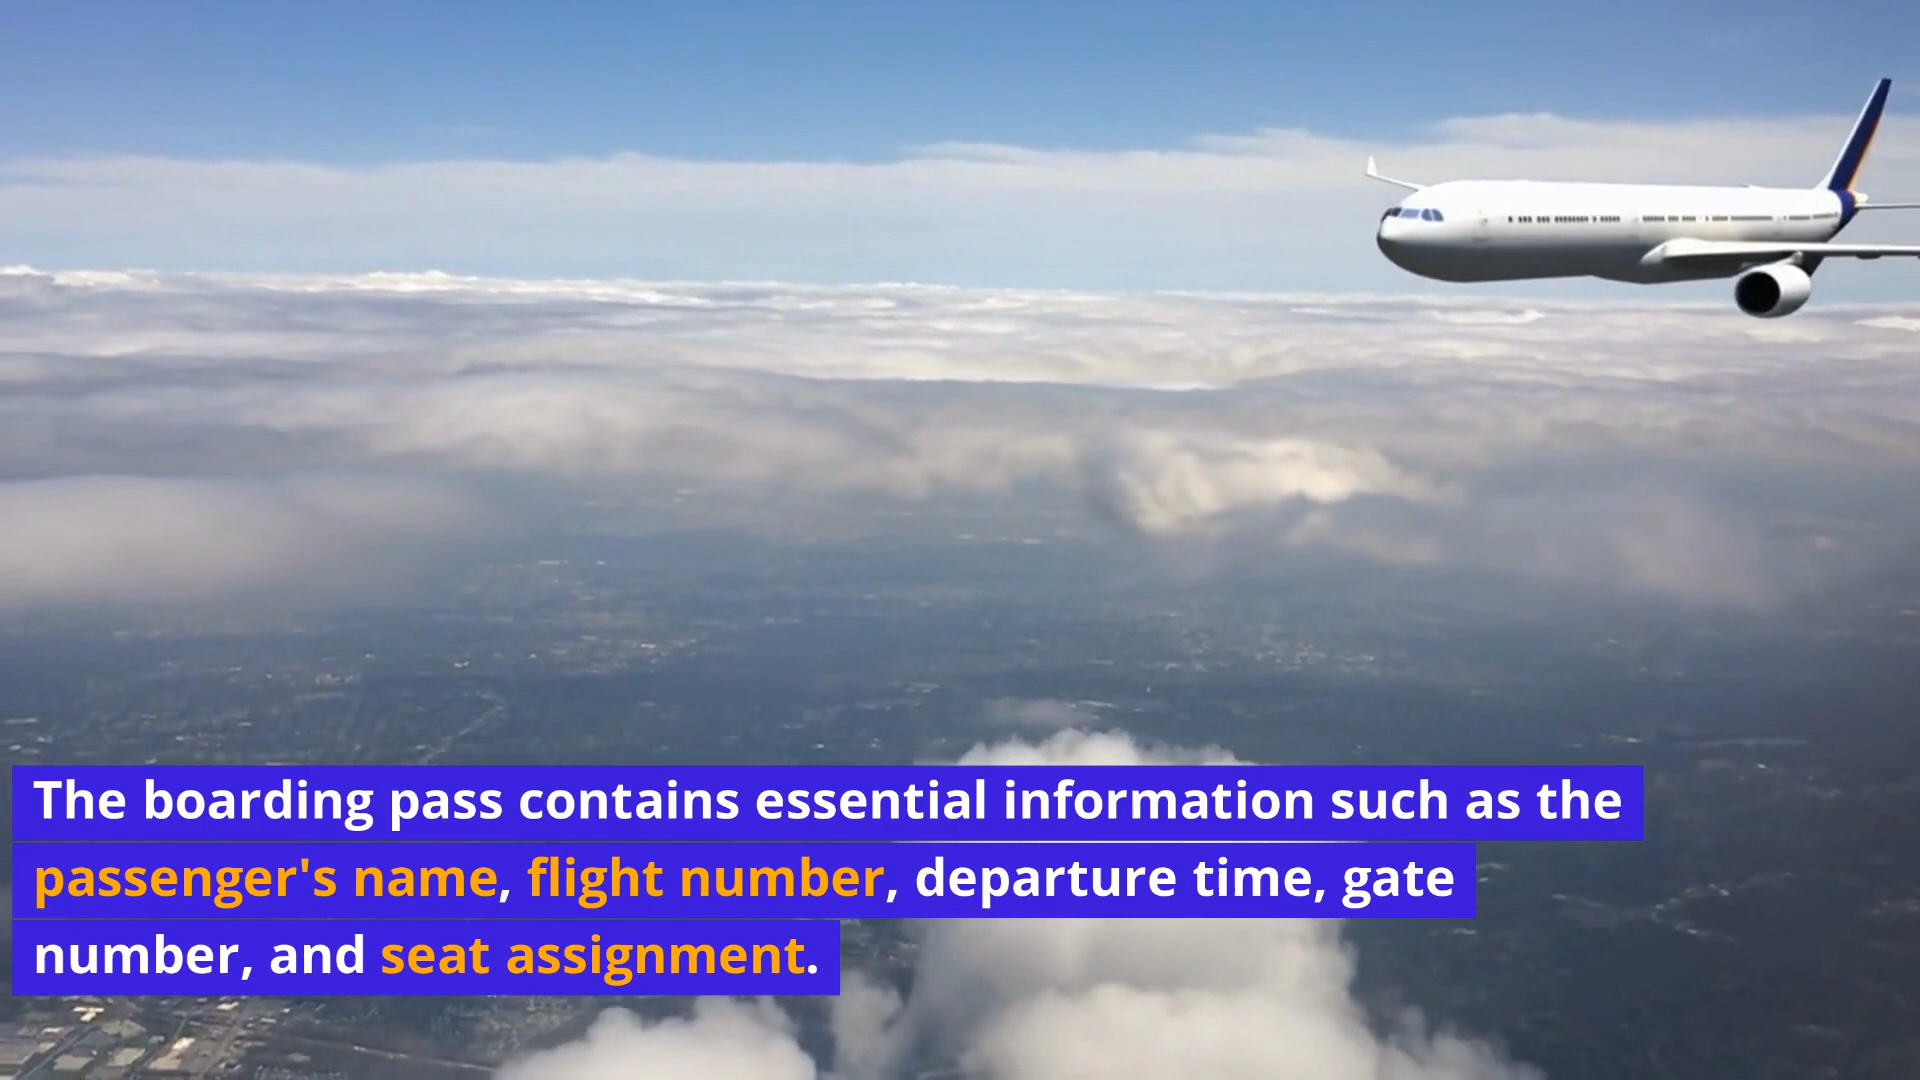 The boarding pass contains essential information such as the
passenger's name, flight number, departure time, gate
number, and seat assignment.